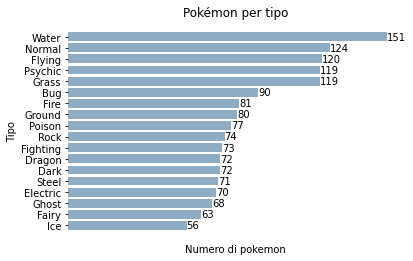 Pokémon per tipo
Water 151
Normal 124
Flying 120
Psychic 119
Grass 119
Bug 90
Fire 81
Ground 80
Poison 77
Rock 74
Fighting 73
Dragon 72
Dark 72
Steel 71
Electric 70
Ghost 68
Fairy 63
Ice 56
Tipo
Numero di pokemon